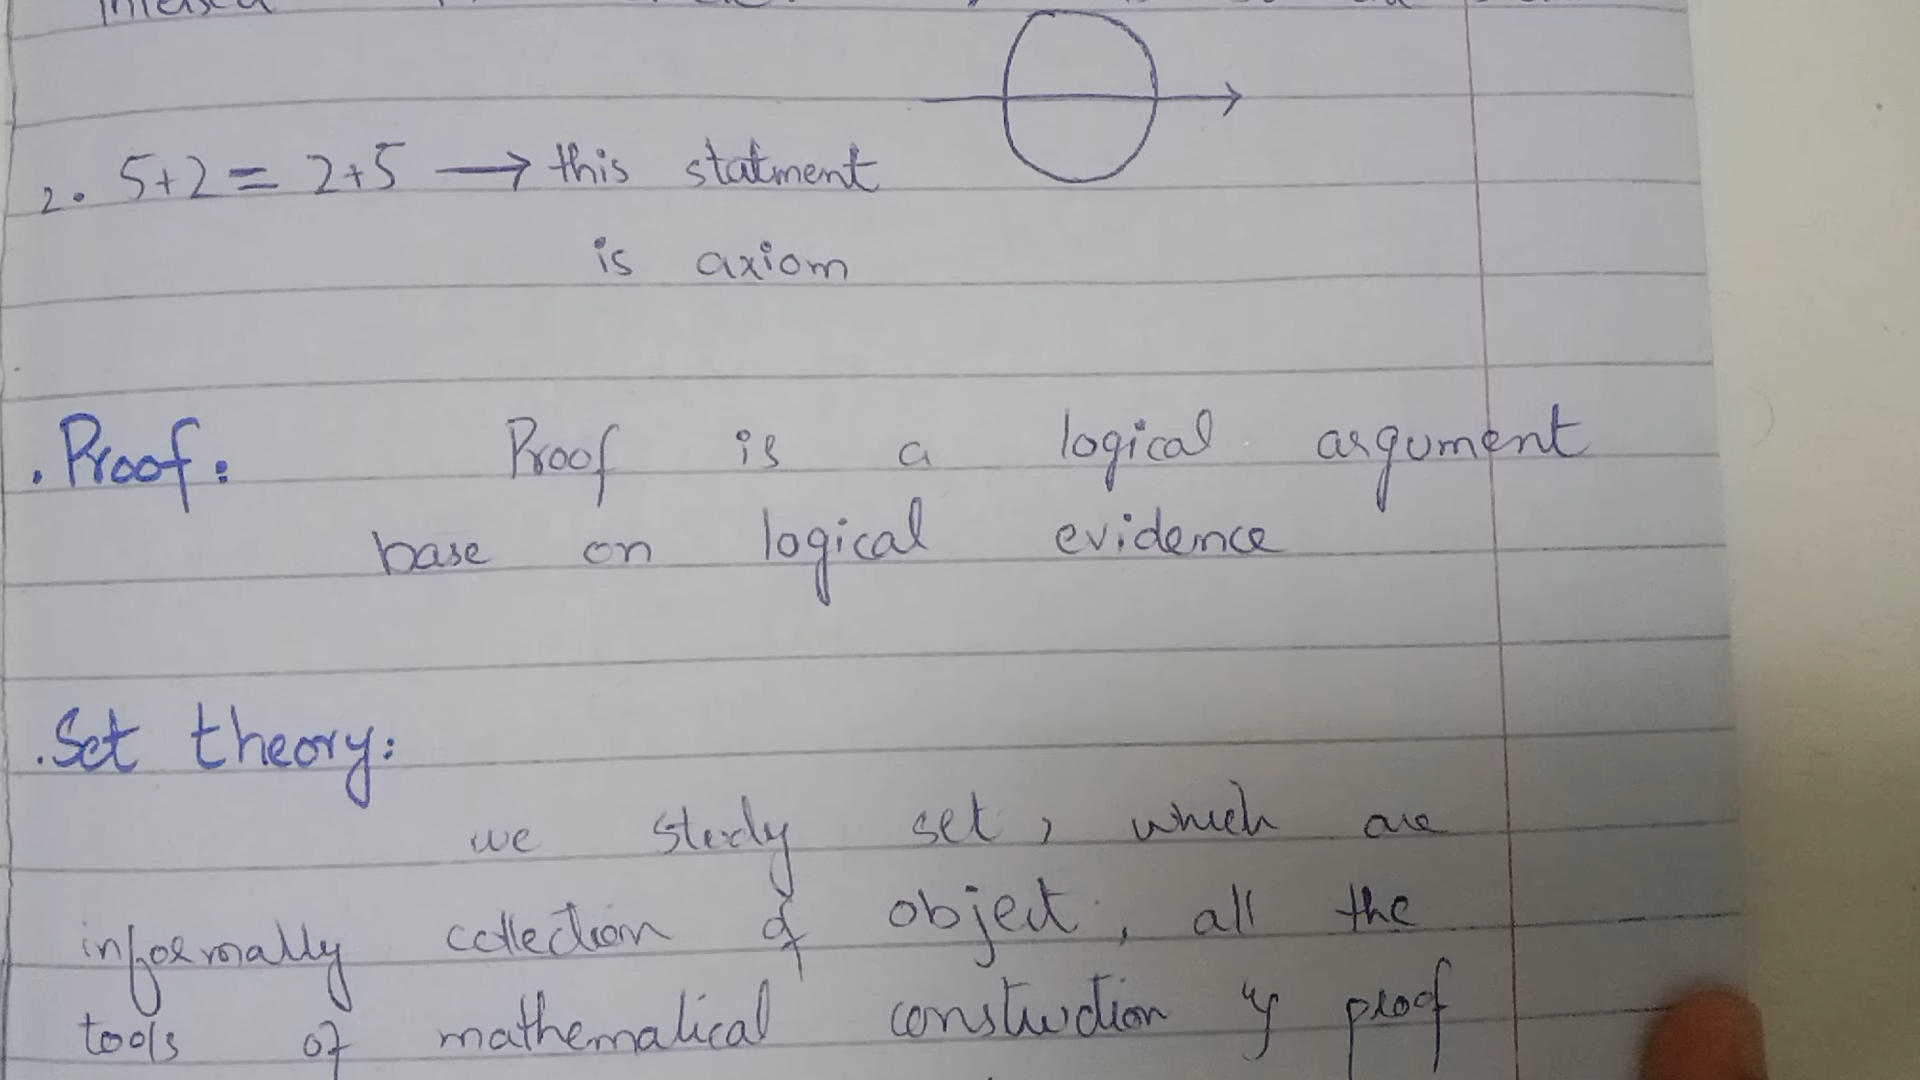 2. 5+2 = 2+5 → this statment
is axiom
. Proof: Proof is a logical argument
base on logical evidence
. Set theory:
we study set, which are
informally collection of object, all the
tools of mathematical construction proof